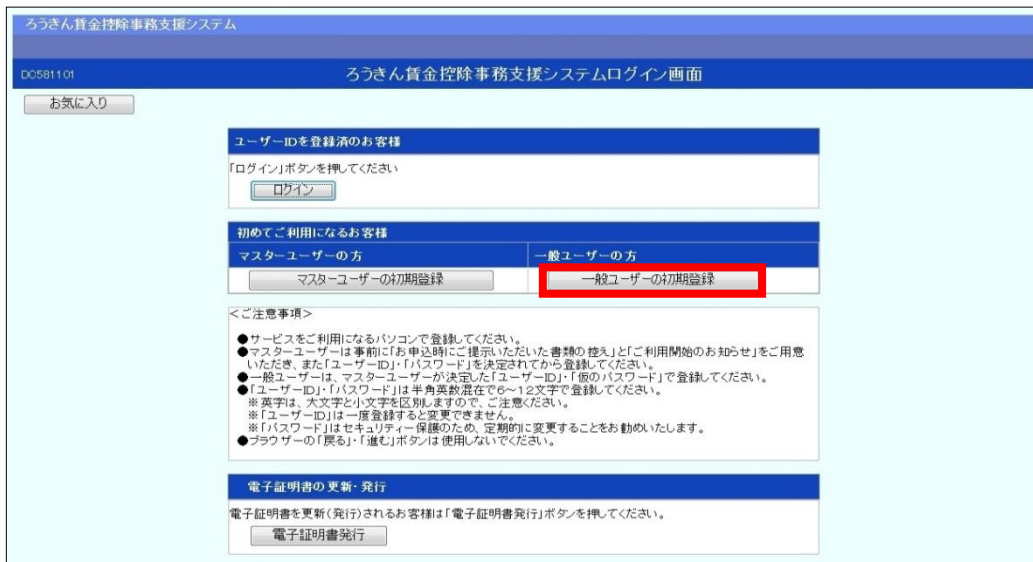 ろうきん賃金控除事務支援システム
DC581101
ろうきん賃金控除事務支援システムログイン画面
お気に入り
ユーザーIDを登録済のお客様
「ログイン」ボタンを押してください
ログイン
初めてご利用になるお客様
マスターユーザーの方
一般ユーザーの方
マスターユーザーの初期登録
一般ユーザーの初期登録
<ご注意事項>
●サービスをご利用になるパソコンで登録してください。
●マスターユーザーは事前に「お申込時にご提示いただいた書類の控え」と「ご利用開始のお知らせ」をご用意
いただき、また「ユーザーID」・「パスワード」を決定されてから登録してください。
●一般ユーザーは、マスターユーザーが決定した「ユーザーID」・「仮のパスワード」で登録してください。
●「ユーザーID」・「パスワード」は半角英数混在で6~12文字で登録してください。
※英字は、大文字と小文字を区別しますので、ご注意ください。
※「ユーザーID」は一度登録すると変更できません。
※「パスワード」はセキュリティー保護のため、定期的に変更することをお勧めいたします。
●ブラウザーの「戻る」・「進む」ボタンは使用しないでください。
電子証明書の更新・発行
電子証明書を更新(発行)されるお客様は「電子証明書発行」ボタンを押してください。
電子証明書発行